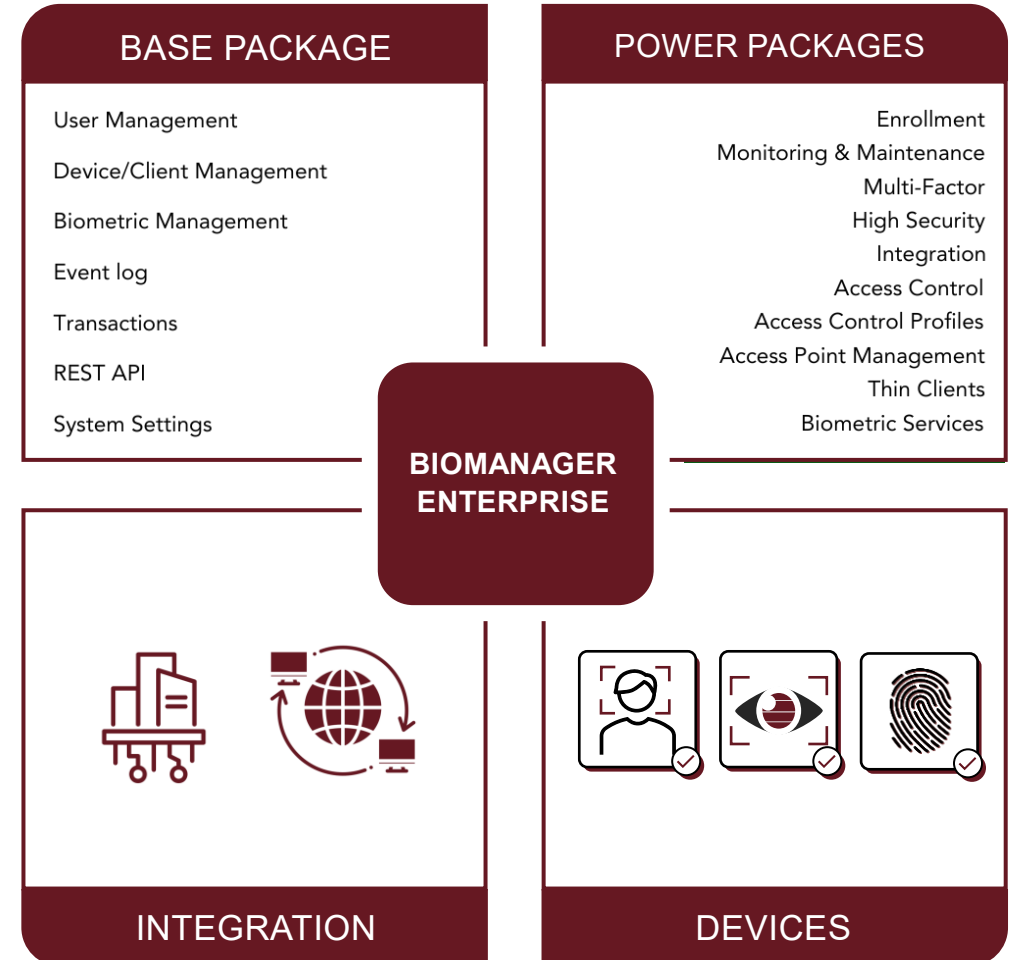 BASE PACKAGE
User Management
Device/Client Management
Biometric Management
Event log
Transactions
REST API
System Settings
POWER PACKAGES
Enrollment
Monitoring & Maintenance
Multi-Factor
High Security
Integration
Access Control
Access Control Profiles
Access Point Management
Thin Clients
Biometric Services
BIOMANAGER
ENTERPRISE
INTEGRATION
DEVICES